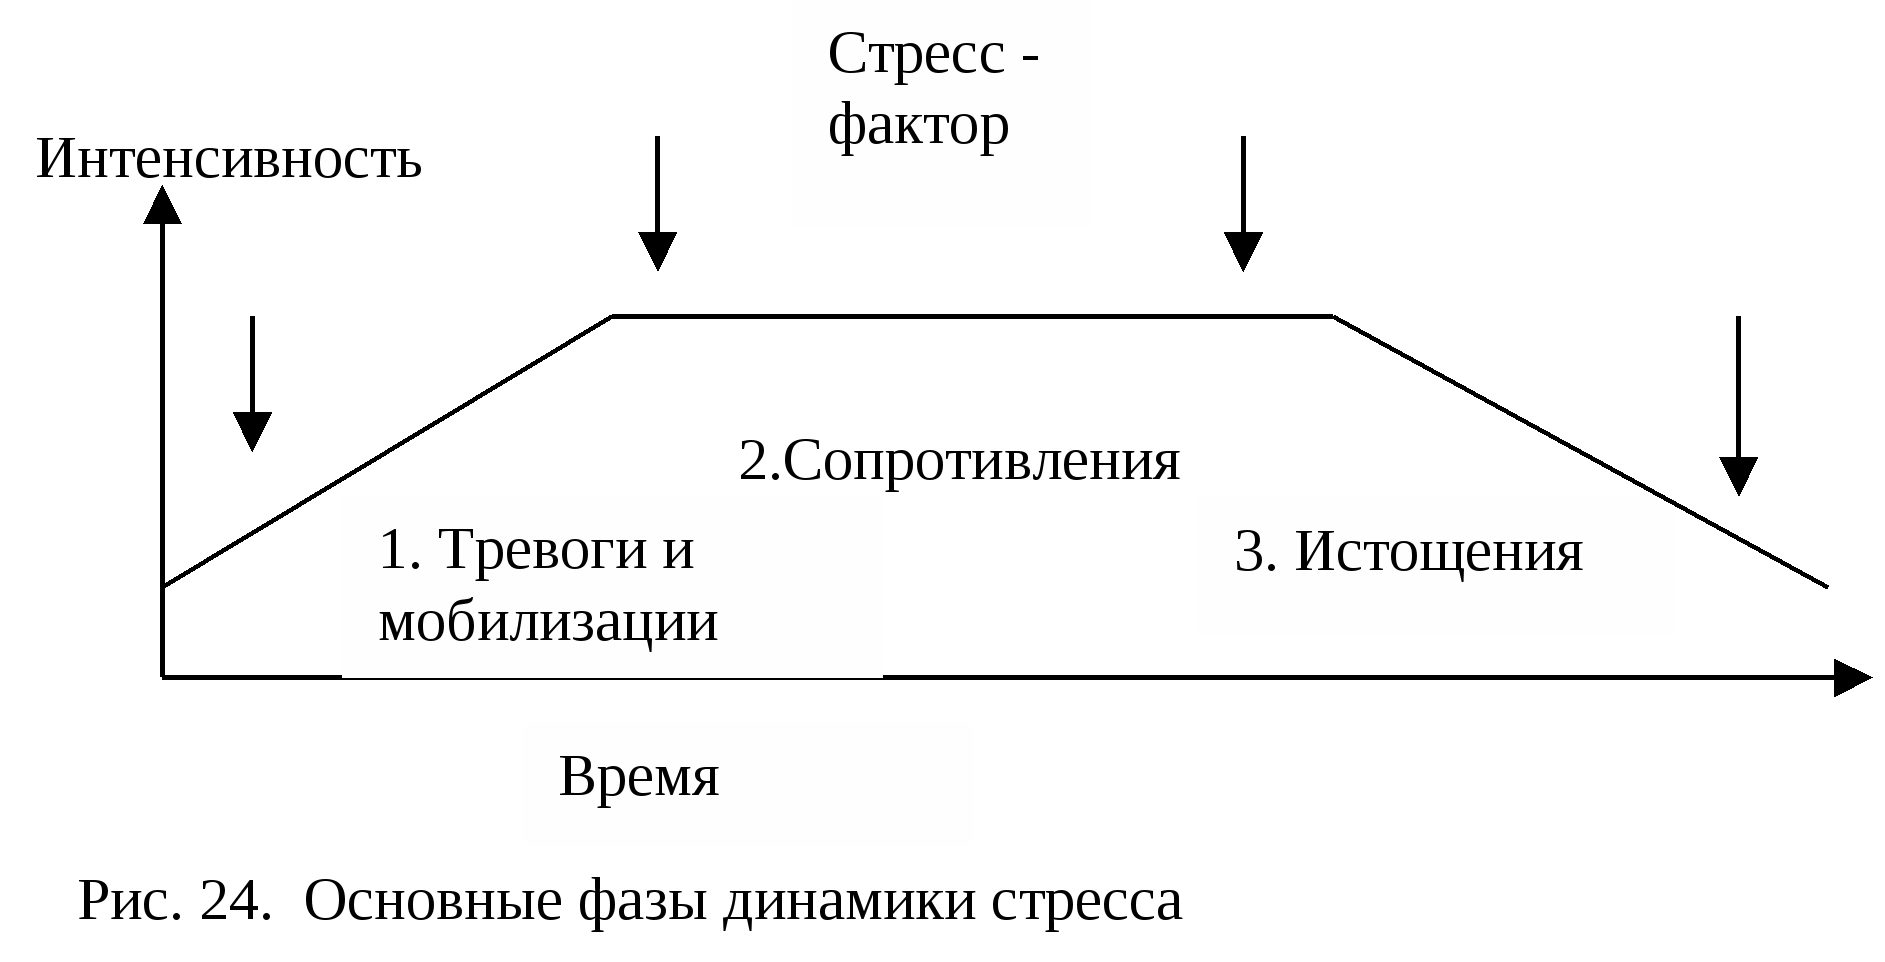 Стресс -
фактор
Интенсивность
2.Сопротивления
1. Тревоги и
мобилизации
3. Истощения
Время
Рис. 24.  Основные фазы динамики стресса